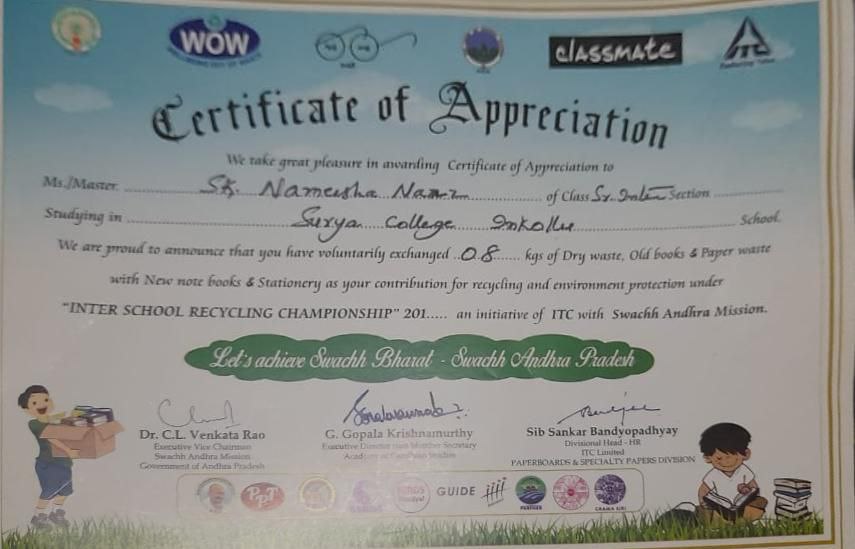 WOW
CLASSMATE
ITC
Certificate of Appreciation
We take great pleasure in awarding Certificate of Appreciation to
Ms./Master. Sk. Nameesha of Class Sr. Inter Section
Studying in Surya College Inkollu School.
We are proud to announce that you have voluntarily exchanged ..08...... kgs of Dry waste, Old books & Paper waste
with New note books & Stationery as your contribution for recycling and environment protection under
"INTER SCHOOL RECYCLING CHAMPIONSHIP" 201..... an initiative of ITC with Swachh Andhra Mission.
Let's achieve Swachh Bharat - Swachh Andhra Pradesh
Dr. C.L. Venkata Rao
Executive Vice Chairman
Swachh Andhra Mission
Government of Andhra Pradesh
G. Gopala Krishnamurthy
Executive Director cum Member Secretary
Academy of Gandhian Studies
Sib Sankar Bandyopadhyay
Divisional Head - HR
ITC Limited
PAPERBOARDS & SPECIALTY PAPERS DIVISION
PPT
GUIDE